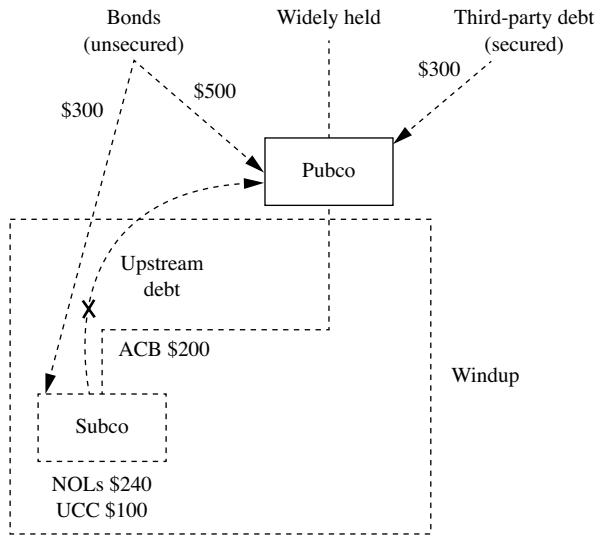 Bonds
(unsecured)
Widely held
Third-party debt
(secured)
$300
$500
$300
Pubco
Upstream
debt
X
ACB $200
Windup
Subco
NOLs $240
UCC $100